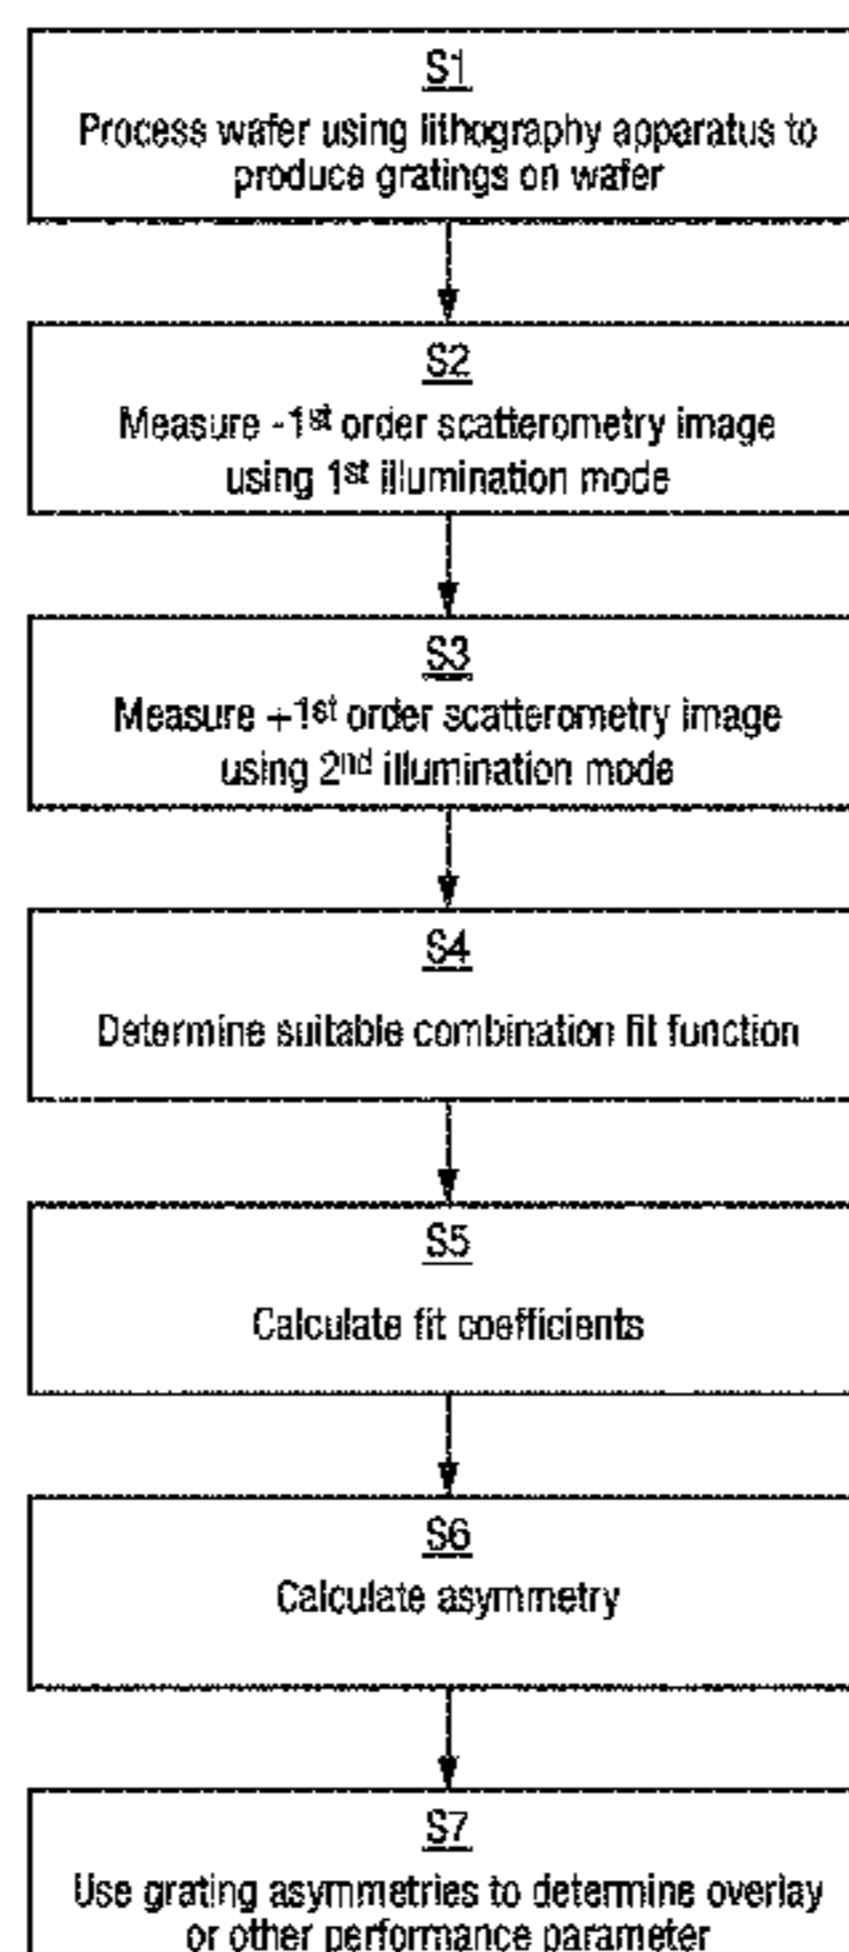 S1
Process wafer using lithography apparatus to
produce gratings on wafer
S2
Measure -1st order scatterometry image
using 1st illumination mode
S3
Measure +1st order scatterometry image
using 2nd illumination mode
S4
Determine suitable combination fit function
S5
Calculate fit coefficients
S6
Calculate asymmetry
S7
Use grating asymmetries to determine overlay
or other performance parameter